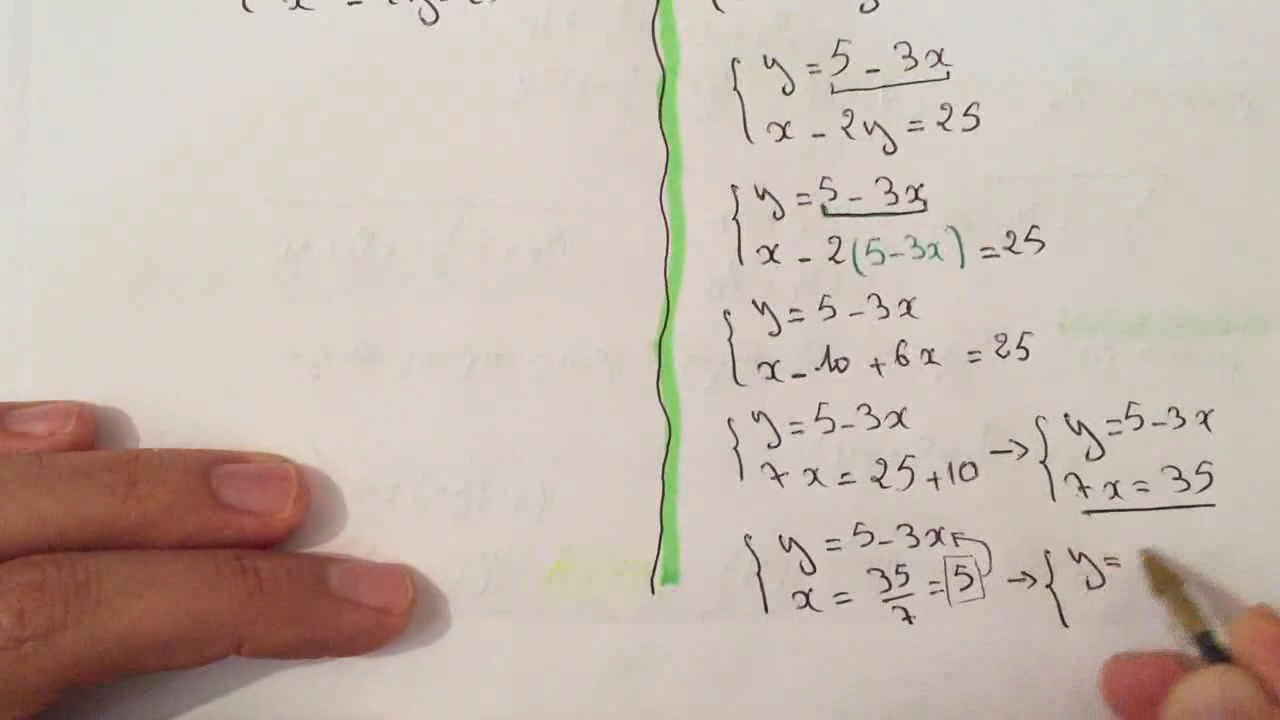 y = 5 - 3x
x - 2y = 25
y = 5 - 3x
x - 2(5-3x) = 25
y = 5 - 3x
x - 10 + 6x = 25
y = 5 - 3x → y = 5 - 3x
7x = 25 + 10 7x = 35
y = 5 - 3x → y =
x = 35/7 = 5